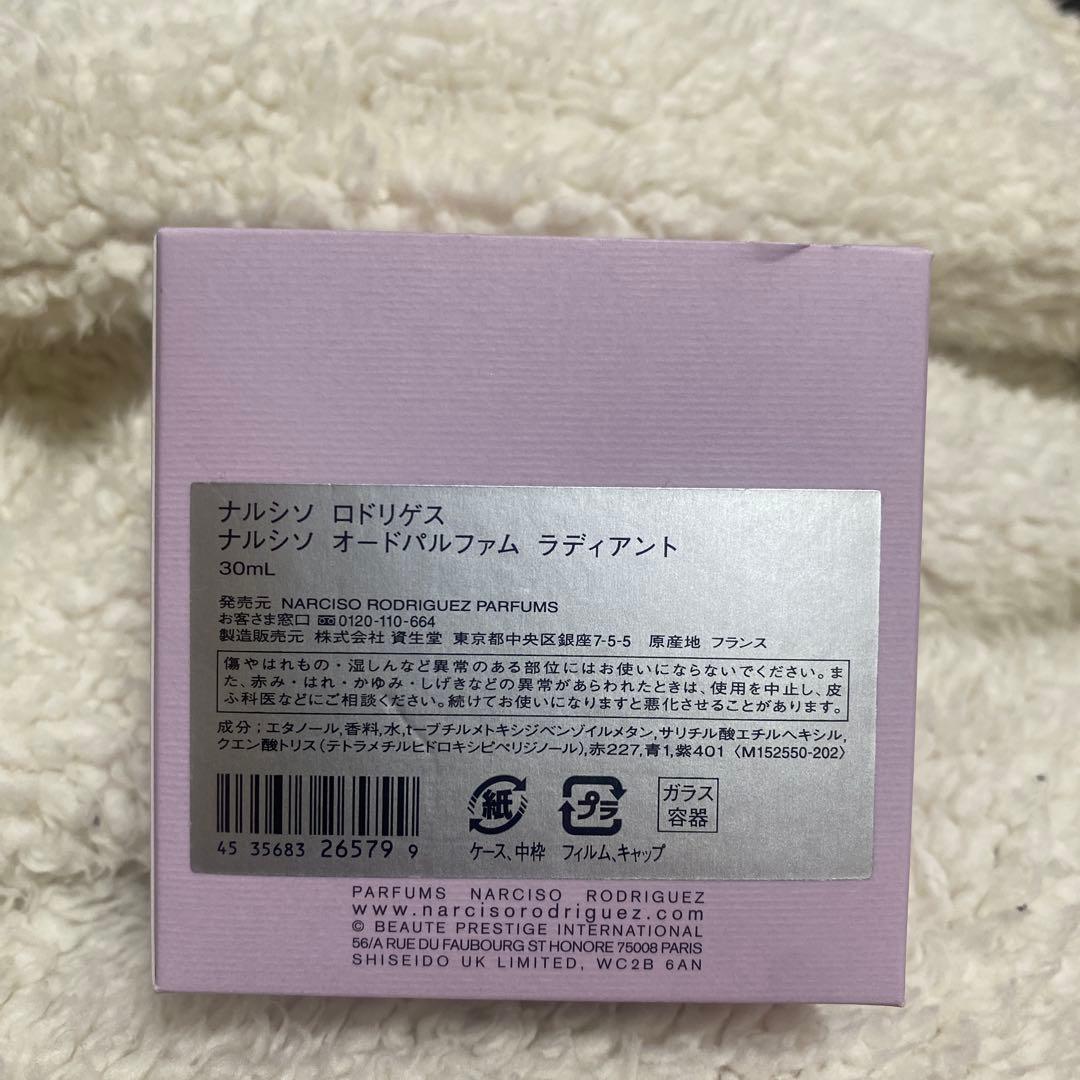 ナルシソ ロドリゲス
ナルシソ オードパルファム ラディアント
30mL
発売元 NARCISO RODRIGUEZ PARFUMS
お客さま窓口 0120-110-664
製造販売元 株式会社 資生堂 東京都中央区銀座7-5-5 原産地 フランス
傷やはれもの・湿しんなど異常のある部位にはお使いにならないでください。ま
た、赤み・はれ・かゆみ・しげきなどの異常があらわれたときは、使用を中止し、皮
ふ科医などにご相談ください。続けてお使いになりますと悪化させることがあります。
成分：エタノール,香料,水,t-ブチルメトキシジベンゾイルメタン,サリチル酸エチルヘキシル,
クエン酸トリス(テトラメチルヒドロキシピペリジノール),赤227,青1,紫401〈M152550-202〉
紙 プラ ガラス
容器
45 35683 26579 9 ケース、中枠 フィルム、キャップ
PARFUMS NARCISO RODRIGUEZ
www.narcisorodriguez.com
© BEAUTE PRESTIGE INTERNATIONAL
56/A RUE DU FAUBOURG ST HONORE 75008 PARIS
SHISEIDO UK LIMITED, WC2B 6AN